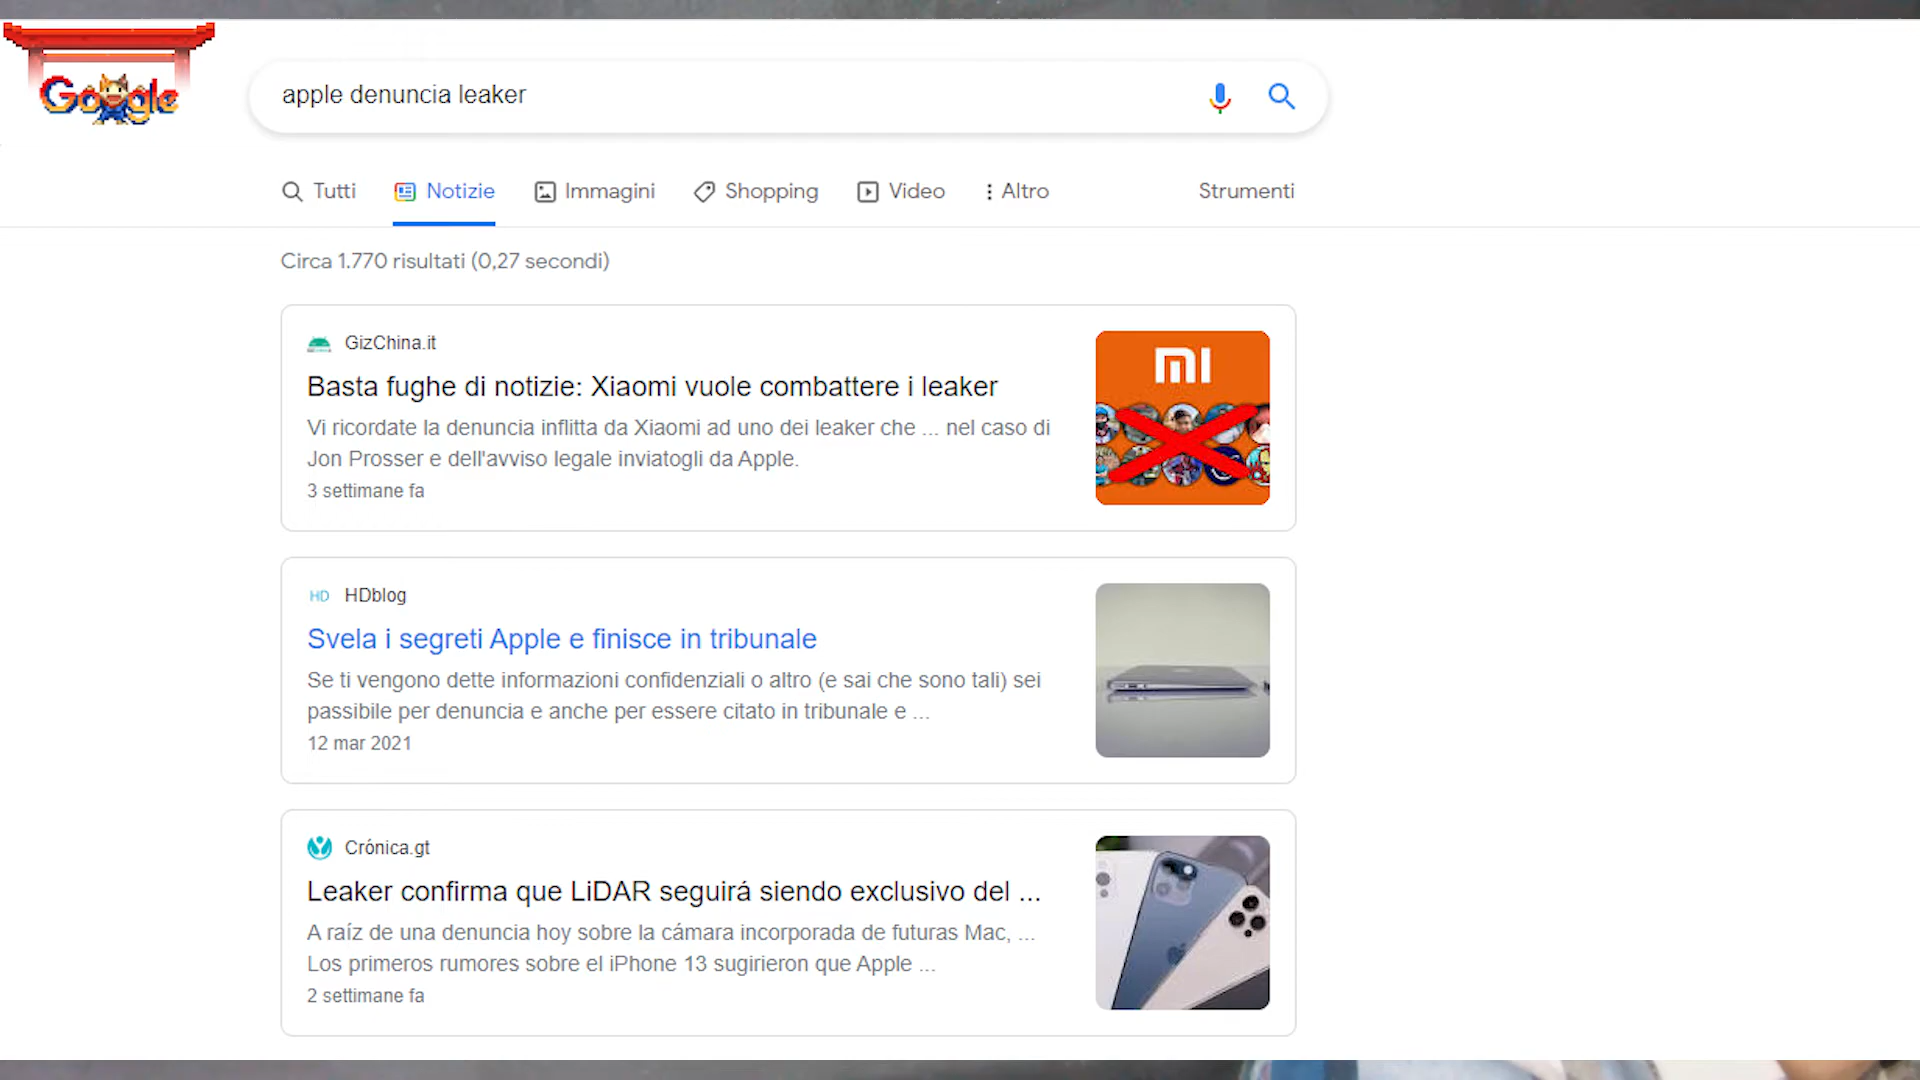 Google
apple denuncia leaker
Tutti
Notizie
Immagini
Shopping
Video
Altro
Strumenti
Circa 1.770 risultati (0,27 secondi)
GizChina.it
Basta fughe di notizie: Xiaomi vuole combattere i leaker
Vi ricordate la denuncia inflitta da Xiaomi ad uno dei leaker che ... nel caso di
Jon Prosser e dell'avviso legale inviatogli da Apple.
3 settimane fa
MI
HD HDblog
Svela i segreti Apple e finisce in tribunale
Se ti vengono dette informazioni confidenziali o altro (e sai che sono tali) sei
passibile per denuncia e anche per essere citato in tribunale e ...
12 mar 2021
Crónica.gt
Leaker confirma que LiDAR seguirá siendo exclusivo del ...
A raíz de una denuncia hoy sobre la cámara incorporada de futuras Mac, ...
Los primeros rumores sobre el iPhone 13 sugirieron que Apple ...
2 settimane fa